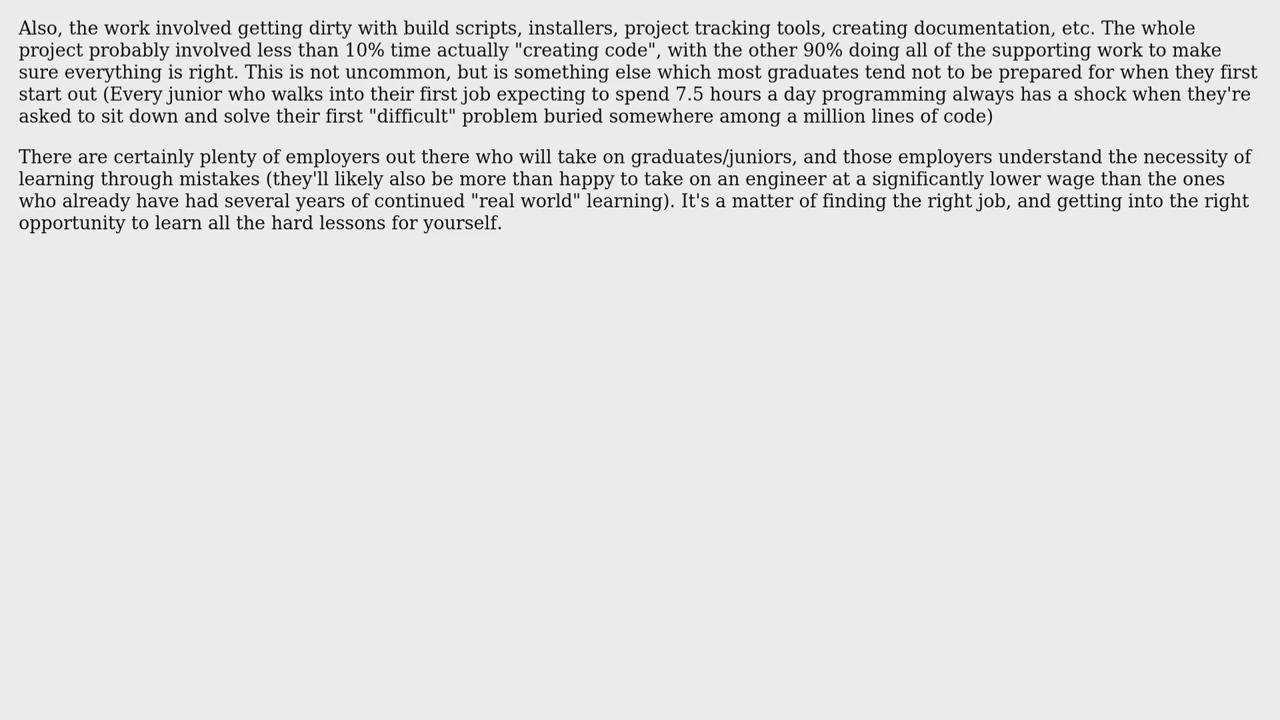 Also, the work involved getting dirty with build scripts, installers, project tracking tools, creating documentation, etc. The whole
project probably involved less than 10% time actually "creating code", with the other 90% doing all of the supporting work to make
sure everything is right. This is not uncommon, but is something else which most graduates tend not to be prepared for when they first
start out (Every junior who walks into their first job expecting to spend 7.5 hours a day programming always has a shock when they're
asked to sit down and solve their first "difficult" problem buried somewhere among a million lines of code)
There are certainly plenty of employers out there who will take on graduates/juniors, and those employers understand the necessity of
learning through mistakes (they'll likely also be more than happy to take on an engineer at a significantly lower wage than the ones
who already have had several years of continued "real world" learning). It's a matter of finding the right job, and getting into the right
opportunity to learn all the hard lessons for yourself.